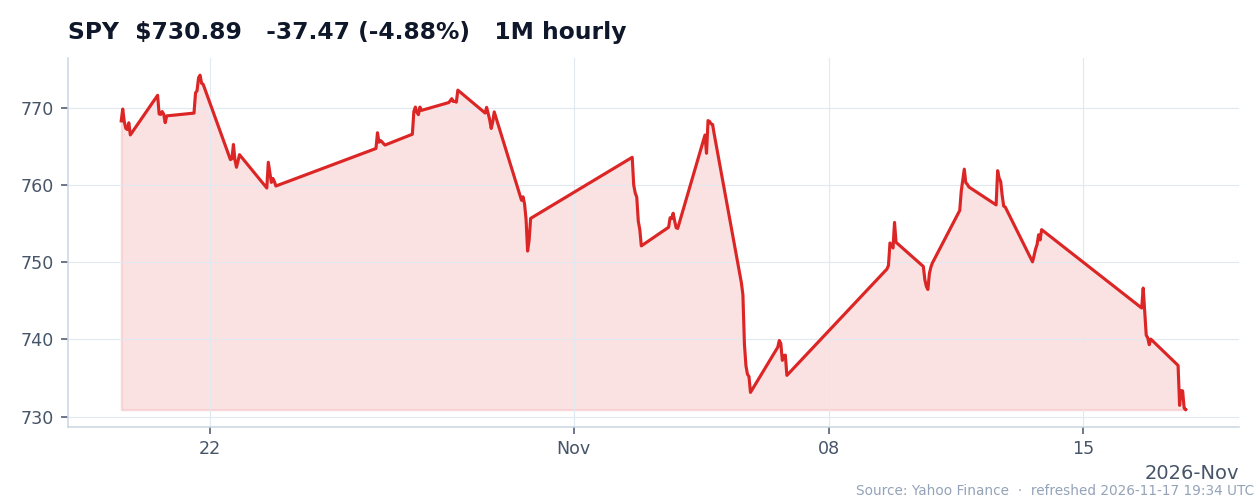 SPY $730.89 -37.47 (-4.88%) 1M hourly
770
760
750
740
730
22 Nov 08 15
2026-Nov
Source: Yahoo Finance · refreshed 2026-11-17 19:34 UTC